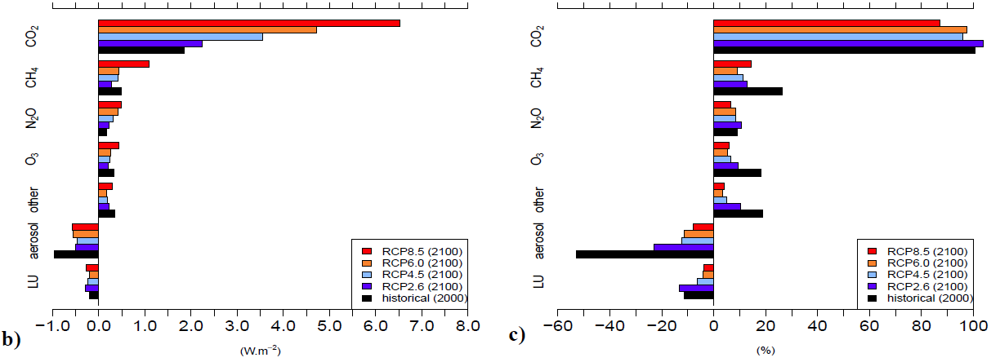 CO2
CH4
N2O
O3
other
aerosol
LU
RCP8.5 (2100)
RCP6.0 (2100)
RCP4.5 (2100)
RCP2.6 (2100)
historical (2000)
−1.0 0.0 1.0 2.0 3.0 4.0 5.0 6.0 7.0 8.0
b)
(W.m−2)
CO2
CH4
N2O
O3
other
aerosol
LU
RCP8.5 (2100)
RCP6.0 (2100)
RCP4.5 (2100)
RCP2.6 (2100)
historical (2000)
−60 −40 −20 0 20 40 60 80 100
c)
(%)